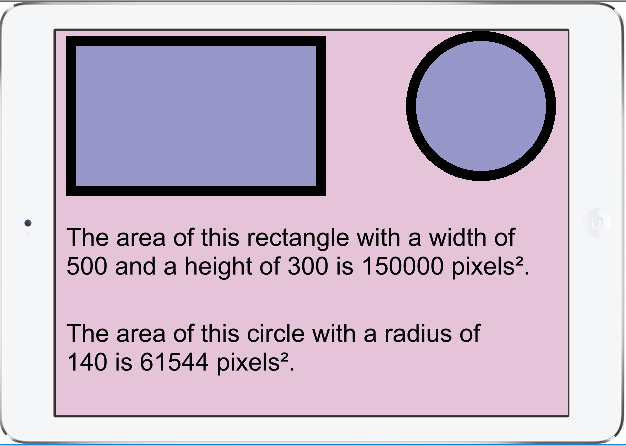 The area of this rectangle with a width of
500 and a height of 300 is 150000 pixels².
The area of this circle with a radius of
140 is 61544 pixels².